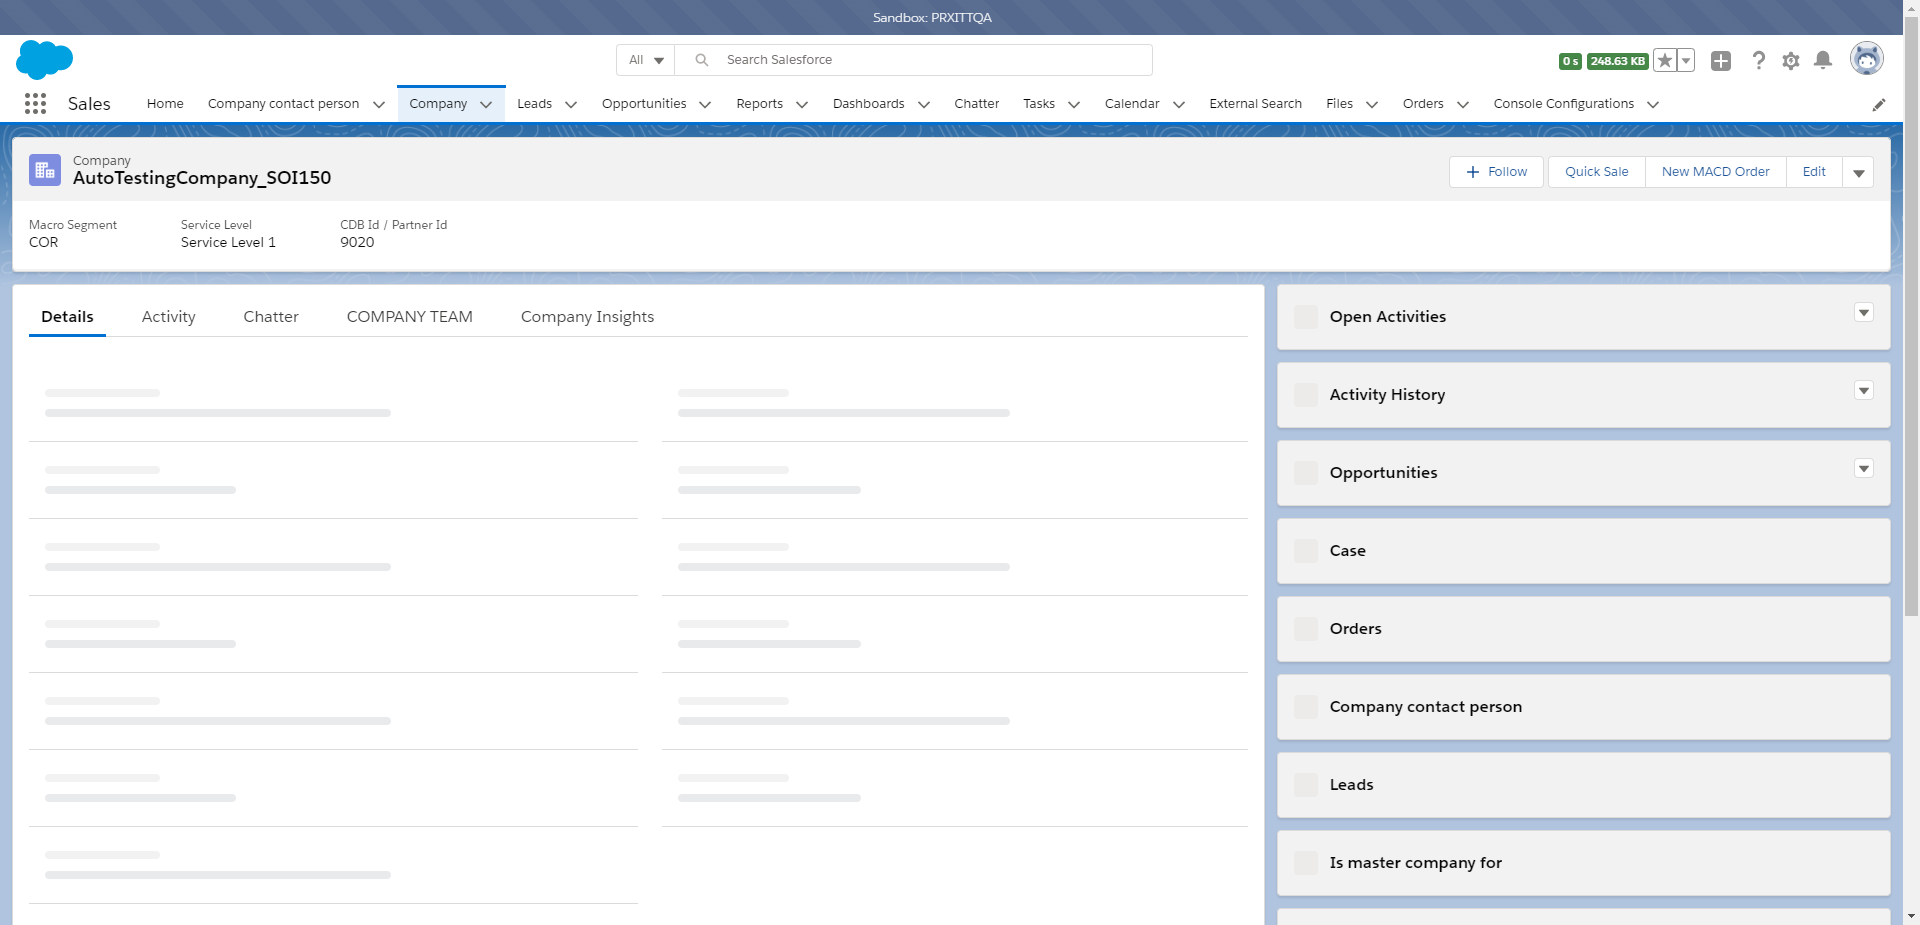 Sandbox: PRXITTQA
All
Search Salesforce
0 s
248.63 KB
Sales
Home
Company contact person
Company
Leads
Opportunities
Reports
Dashboards
Chatter
Tasks
Calendar
External Search
Files
Orders
Console Configurations
Company
AutoTestingCompany_SOI150
Follow
Quick Sale
New MACD Order
Edit
Macro Segment
COR
Service Level
Service Level 1
CDB Id / Partner Id
9020
Details
Activity
Chatter
COMPANY TEAM
Company Insights
Open Activities
Activity History
Opportunities
Case
Orders
Company contact person
Leads
Is master company for